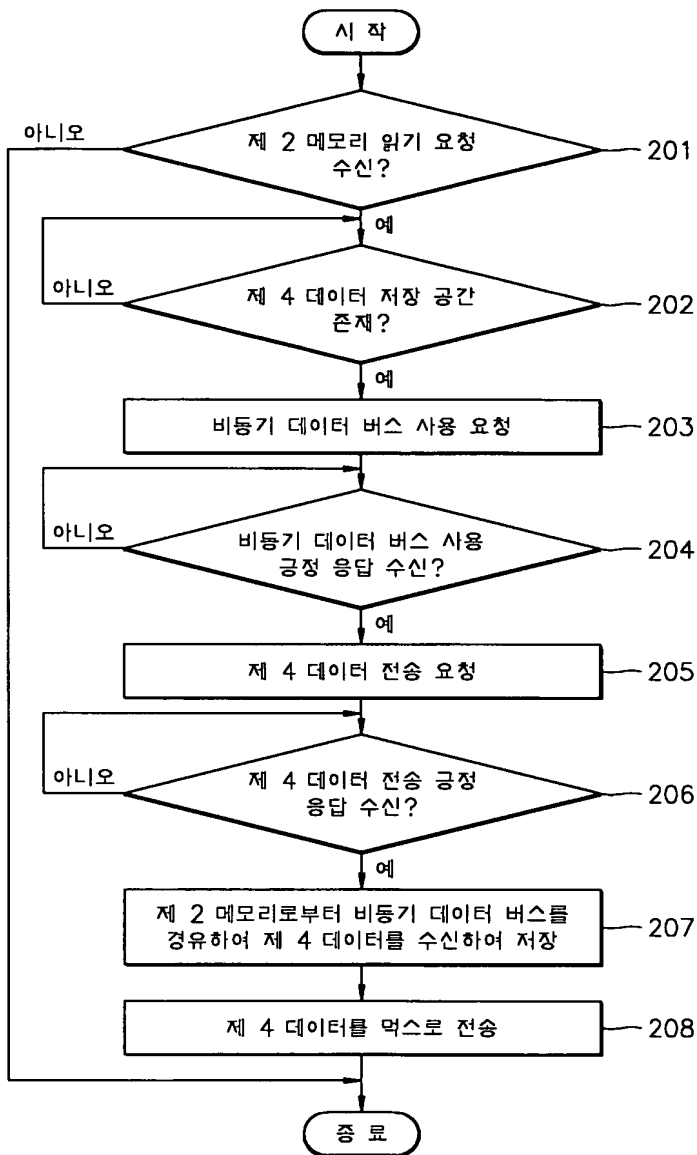 시 작
아니오
제 2 메모리 읽기 요청
수신?
201
예
아니오
제 4 데이터 저장 공간
존재?
202
예
비동기 데이터 버스 사용 요청
203
아니오
비동기 데이터 버스 사용
긍정 응답 수신?
204
예
제 4 데이터 전송 요청
205
아니오
제 4 데이터 전송 긍정
응답 수신?
206
예
제 2 메모리로부터 비동기 데이터 버스를
경유하여 제 4 데이터를 수신하여 저장
207
제 4 데이터를 먹스로 전송
208
종 료